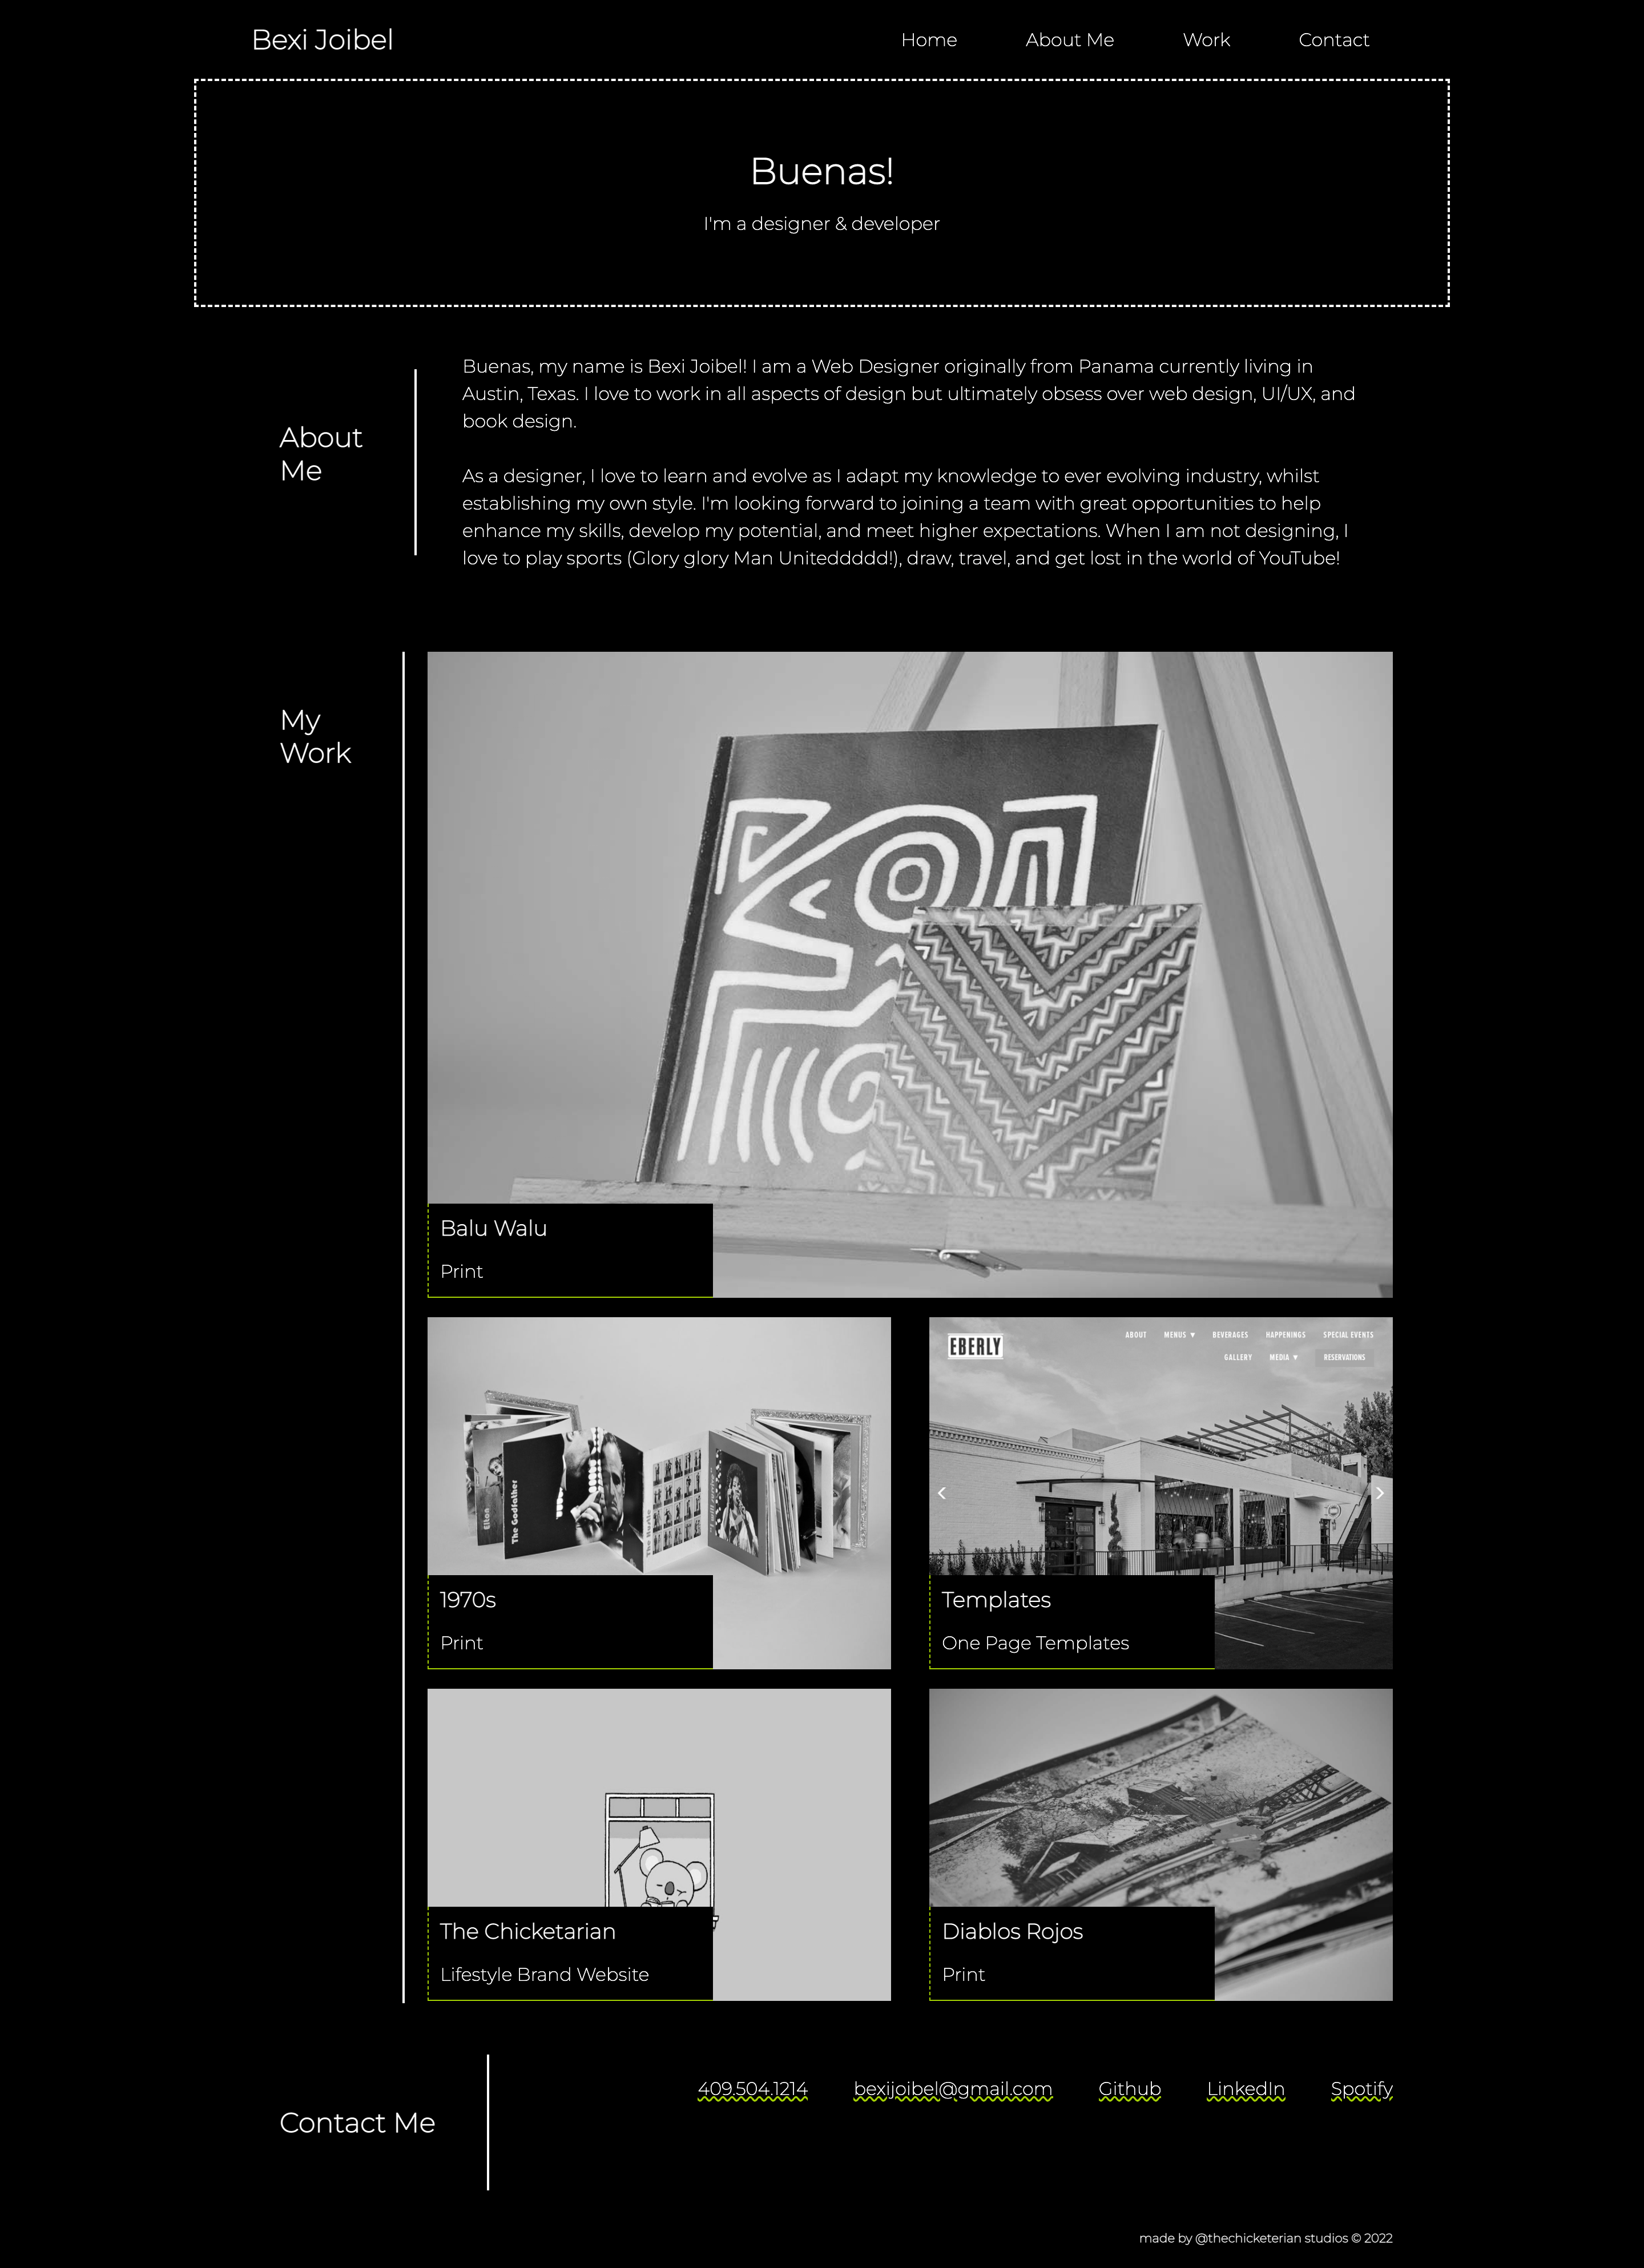 Bexi Joibel
Home About Me Work Contact
Buenas!
I'm a designer & developer
About
Me
Buenas, my name is Bexi Joibel! I am a Web Designer originally from Panama currently living in
Austin, Texas. I love to work in all aspects of design but ultimately obsess over web design, UI/UX, and
book design.
As a designer, I love to learn and evolve as I adapt my knowledge to ever evolving industry, whilst
establishing my own style. I'm looking forward to joining a team with great opportunities to help
enhance my skills, develop my potential, and meet higher expectations. When I am not designing, I
love to play sports (Glory glory Man Uniteddddd!), draw, travel, and get lost in the world of YouTube!
My
Work
Balu Walu
Print
Elton
The Godfather
The Hustle
1970s
Print
EBERLY
ABOUT MENUS ▼ BEVERAGES HAPPENINGS SPECIAL EVENTS
GALLERY MEDIA ▼ RESERVATIONS
Templates
One Page Templates
The Chicketarian
Lifestyle Brand Website
Diablos Rojos
Print
Contact Me
409.504.1214 bexijoibel@gmail.com Github LinkedIn Spotify
made by @thechicketerian studios © 2022